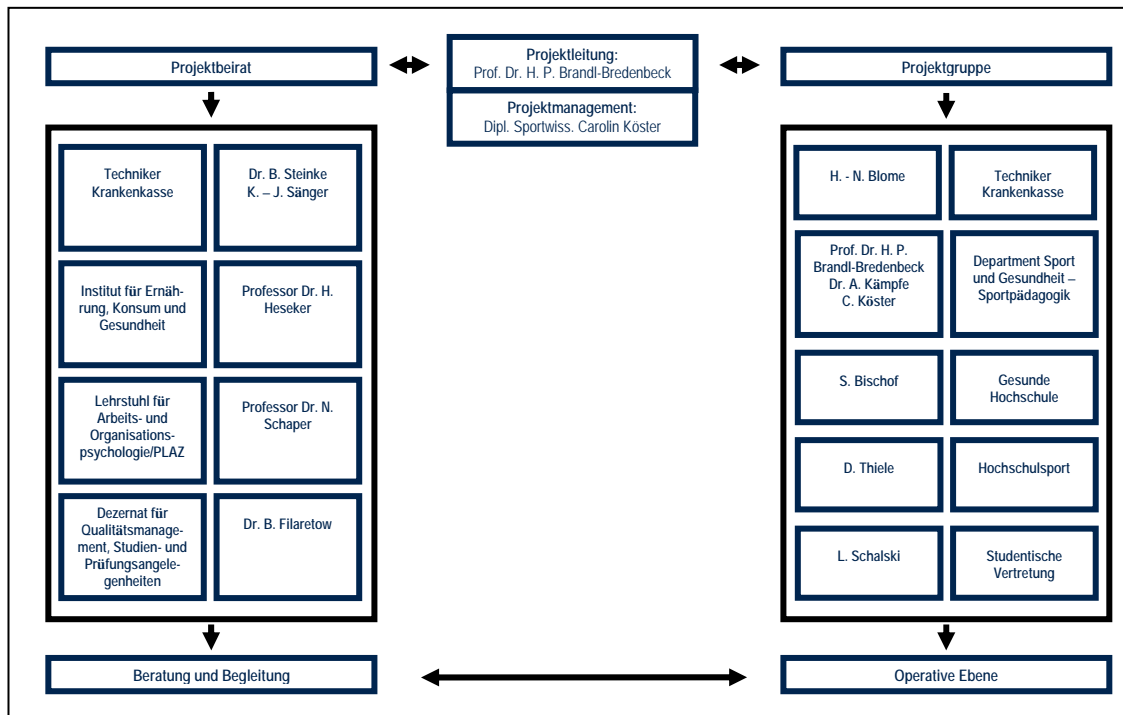 Projektbeirat
Projektleitung:
Prof. Dr. H. P. Brandl-Bredenbeck
Projektmanagement:
Dipl. Sportwiss. Carolin Köster
Projektgruppe
Techniker
Krankenkasse
Dr. B. Steinke
K. – J. Sänger
Institut für Ernäh-
rung, Konsum und
Gesundheit
Professor Dr. H.
Heseker
Lehrstuhl für
Arbeits- und
Organisations-
psychologie/PLAZ
Professor Dr. N.
Schaper
Dezernat für
Qualitätsmanage-
ment, Studien- und
Prüfungsangele-
genheiten
Dr. B. Filaretow
Beratung und Begleitung
H. - N. Blome
Techniker
Krankenkasse
Prof. Dr. H. P.
Brandl-Bredenbeck
Dr. A. Kämpfe
C. Köster
Department Sport
und Gesundheit –
Sportpädagogik
S. Bischof
Gesunde
Hochschule
D. Thiele
Hochschulsport
L. Schalski
Studentische
Vertretung
Operative Ebene